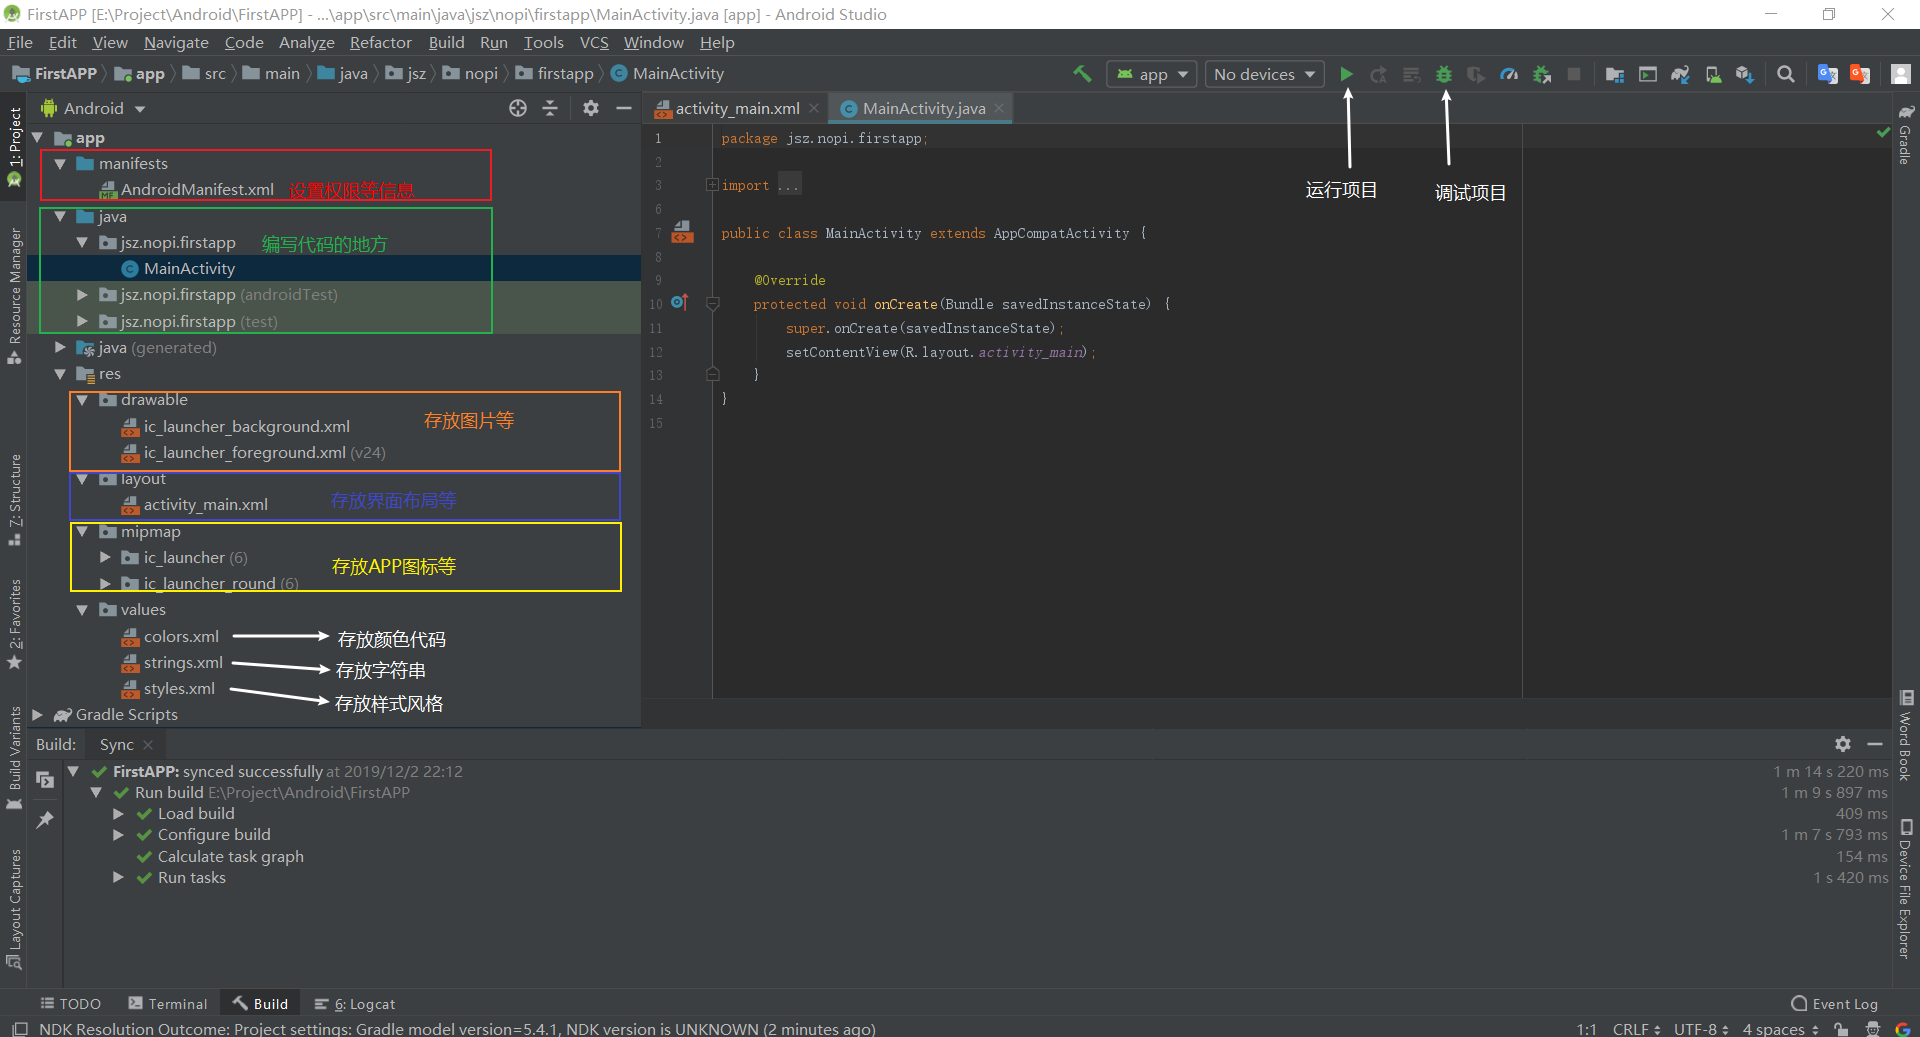 FirstAPP [E:\Project\Android\FirstAPP] - ...\app\src\main\java\jsz\nopi\firstapp\MainActivity.java [app] - Android Studio
File Edit View Navigate Code Analyze Refactor Build Run Tools VCS Window Help
FirstAPP app src main java jsz nopi firstapp MainActivity
app No devices
1: Project
Resource Manager
7: Structure
2: Favorites
Build Variants
Layout Captures
Android
app
manifests
AndroidManifest.xml 设置权限等信息
java
jsz.nopi.firstapp 编写代码的地方
MainActivity
jsz.nopi.firstapp (androidTest)
jsz.nopi.firstapp (test)
java (generated)
res
drawable
存放图片等
ic_launcher_background.xml
ic_launcher_foreground.xml (v24)
layout
activity_main.xml 存放界面布局等
mipmap
ic_launcher (6)
存放APP图标等
ic_launcher_round (6)
values
colors.xml 存放颜色代码
strings.xml 存放字符串
styles.xml 存放样式风格
Gradle Scripts
activity_main.xml MainActivity.java
1 package jsz.nopi.firstapp;
2
3 import ...
6
7 public class MainActivity extends AppCompatActivity {
8
9 @Override
10 protected void onCreate(Bundle savedInstanceState) {
11 super.onCreate(savedInstanceState);
12 setContentView(R.layout.activity_main);
13 }
14 }
15
运行项目
调试项目
Gradle
Word Book
Device File Explorer
Build: Sync
FirstAPP: synced successfully at 2019/12/2 22:12 1 m 14 s 220 ms
Run build E:\Project\Android\FirstAPP 1 m 9 s 897 ms
Load build 409 ms
Configure build 1 m 7 s 793 ms
Calculate task graph 154 ms
Run tasks 1 s 420 ms
TODO Terminal Build 6: Logcat Event Log
NDK Resolution Outcome: Project settings: Gradle model version=5.4.1, NDK version is UNKNOWN (2 minutes ago) 1:1 CRLF UTF-8 4 spaces